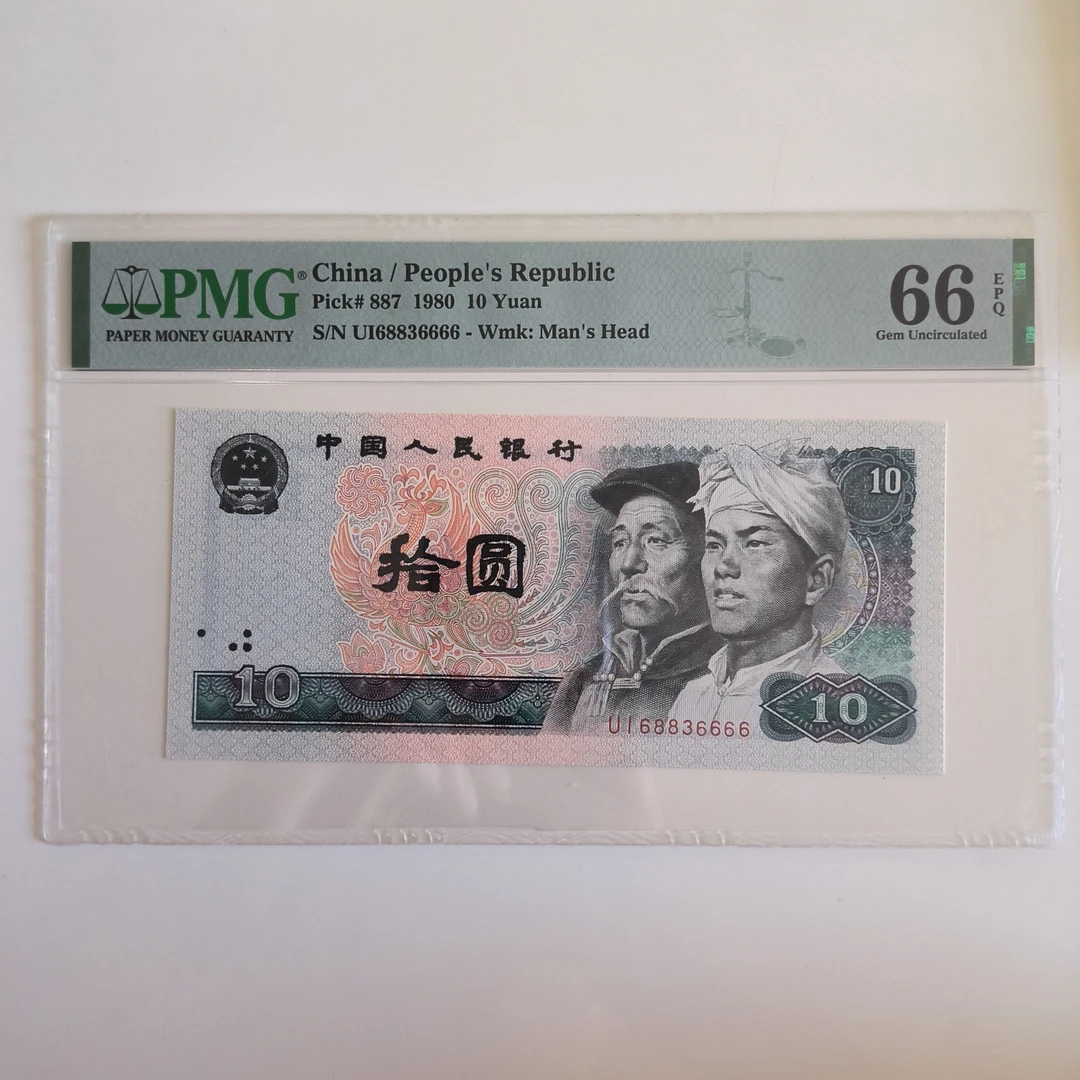 PMG®
PAPER MONEY GUARANTY
China / People's Republic
Pick# 887 1980 10 Yuan
S/N UI68836666 - Wmk: Man's Head
66
EPQ
Gem Uncirculated
中国人民银行
10
拾圆
10
UI68836666
10